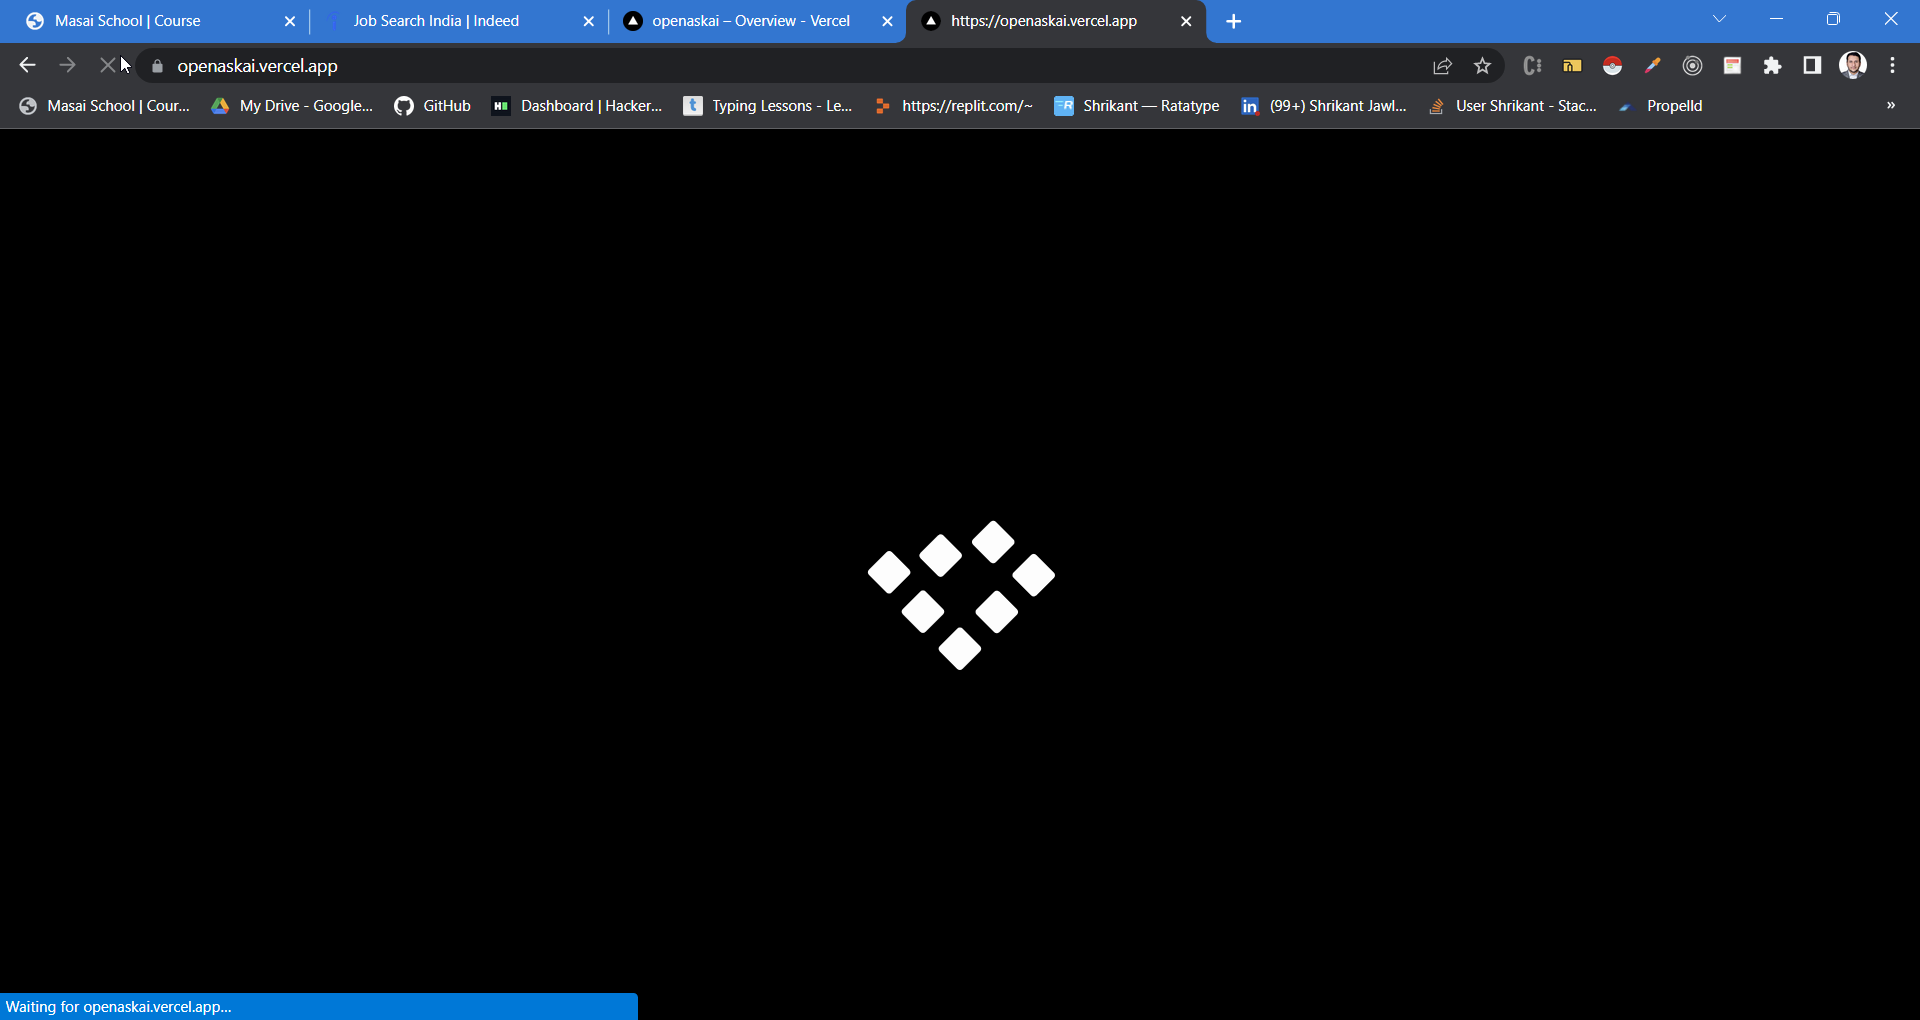 Masai School | Course
Job Search India | Indeed
openaskai – Overview - Vercel
https://openaskai.vercel.app
openaskai.vercel.app
Masai School | Cour...
My Drive - Google...
GitHub
Dashboard | Hacker...
Typing Lessons - Le...
https://replit.com/~
Shrikant — Ratatype
(99+) Shrikant Jawl...
User Shrikant - Stac...
Propelld
»
Waiting for openaskai.vercel.app...